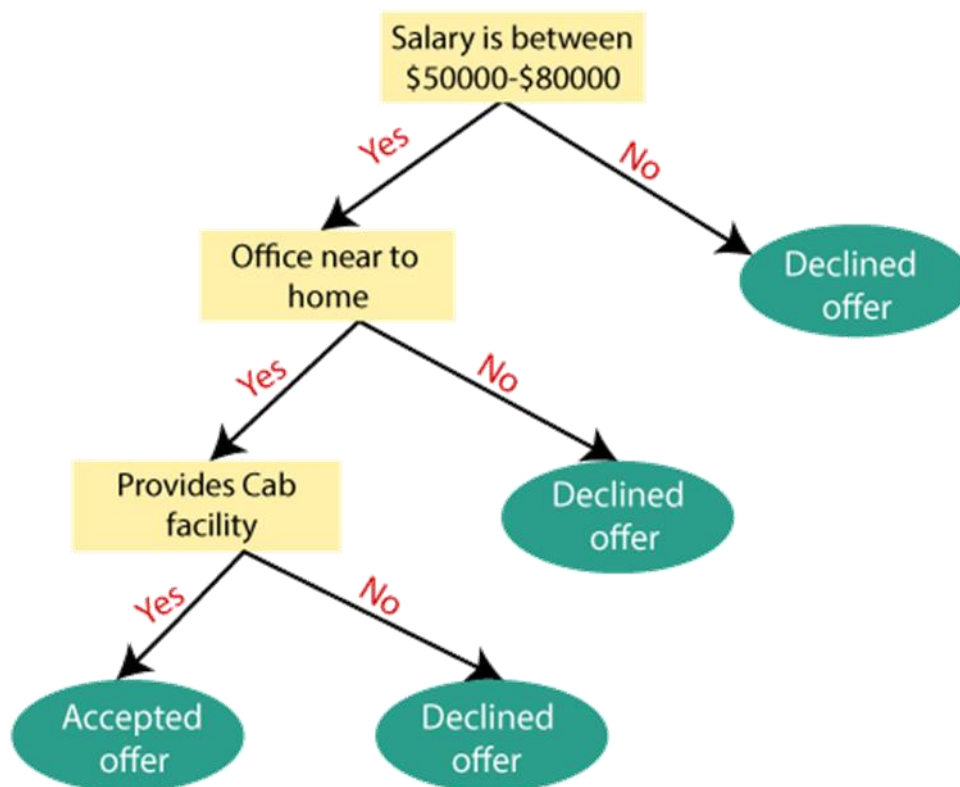 Salary is between
$50000-$80000
Yes
No
Office near to
home
Declined
offer
Yes
No
Provides Cab
facility
Declined
offer
Yes
No
Accepted
offer
Declined
offer